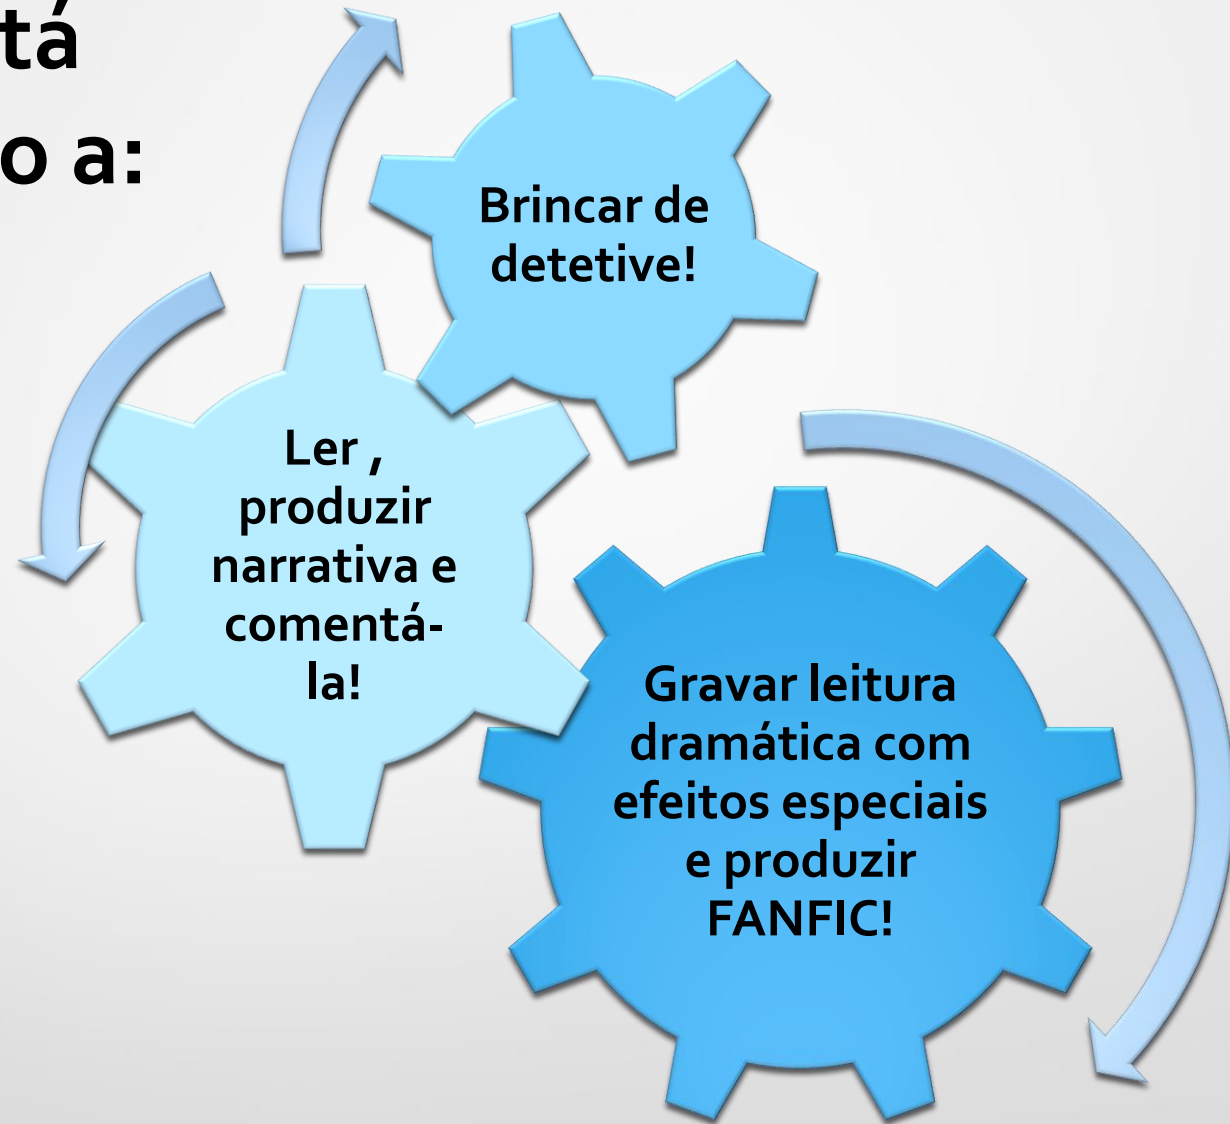 tá
o a:
Brincar de
detetive!
Ler ,
produzir
narrativa e
comentá-
la!
Gravar leitura
dramática com
efeitos especiais
e produzir
FANFIC!